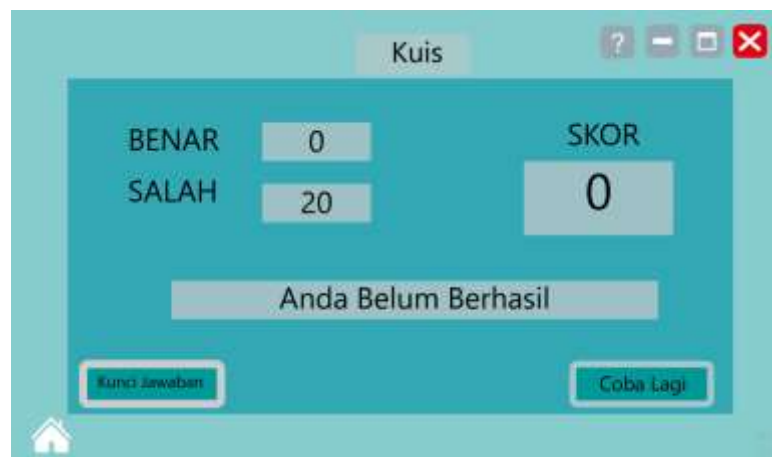 Kuis
?
BENAR 0
SKOR
SALAH 20
0
Anda Belum Berhasil
Kunci Jawaban
Coba Lagi